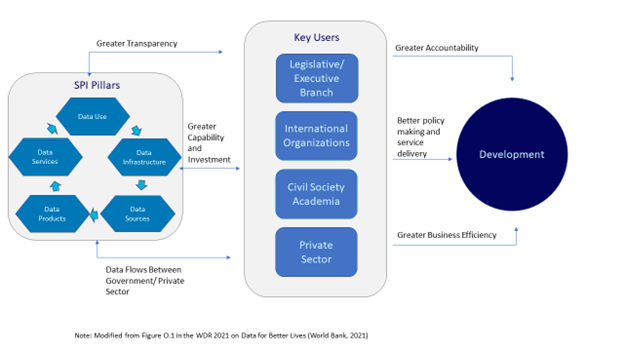 Greater Transparency
SPI Pillars
Data Use
Data
Services
Data
Infrastructure
Data
Products
Data
Sources
Greater
Capability
and
Investment
Data Flows Between
Government/ Private
Sector
Key Users
Legislative/
Executive
Branch
International
Organizations
Civil Society
Academia
Private
Sector
Greater Accountability
Better policy
making and
service
delivery
Greater Business Efficiency
Development
Note: Modified from Figure O.1 in the WDR 2021 on Data for Better Lives (World Bank, 2021)